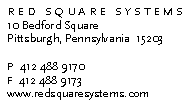 RED SQUARE SYSTEMS
10 Bedford Square
Pittsburgh, Pennsylvania 15203
P 412 488 9170
F 412 488 9173
www.redsquaresystems.com